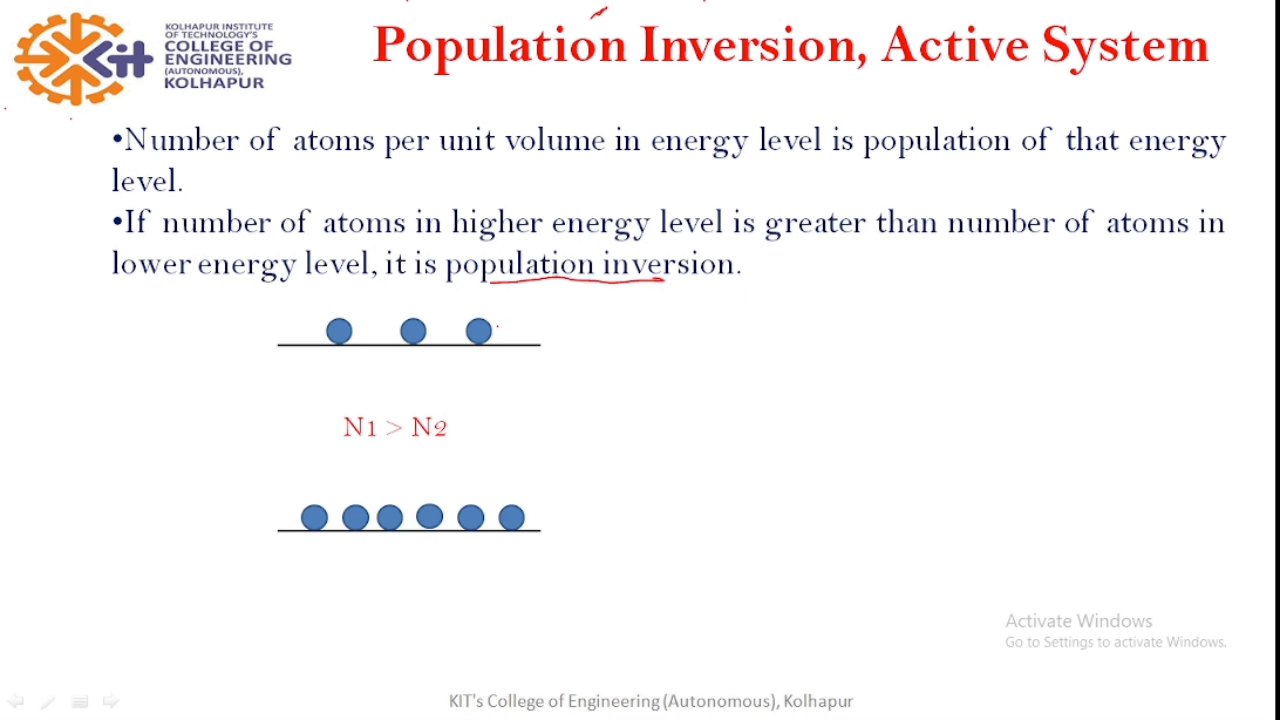 KOLHAPUR INSTITUTE
OF TECHNOLOGY'S
COLLEGE OF
ENGINEERING
(AUTONOMOUS),
KOLHAPUR
Kit
Population Inversion, Active System
•Number of atoms per unit volume in energy level is population of that energy
level.
•If number of atoms in higher energy level is greater than number of atoms in
lower energy level, it is population inversion.
N1 > N2
Activate Windows
Go to Settings to activate Windows.
KIT's College of Engineering (Autonomous), Kolhapur